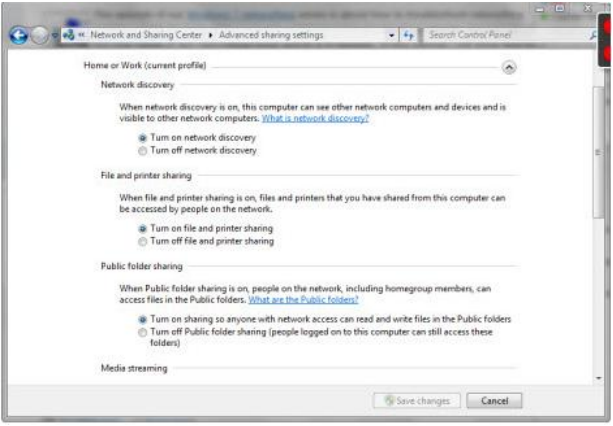 « Network and Sharing Center ▸ Advanced sharing settings
Search Control Panel
Home or Work (current profile)
Network discovery
When network discovery is on, this computer can see other network computers and devices and is
visible to other network computers. What is network discovery?
Turn on network discovery
Turn off network discovery
File and printer sharing
When file and printer sharing is on, files and printers that you have shared from this computer can
be accessed by people on the network.
Turn on file and printer sharing
Turn off file and printer sharing
Public folder sharing
When Public folder sharing is on, people on the network, including homegroup members, can
access files in the Public folders. What are the Public folders?
Turn on sharing so anyone with network access can read and write files in the Public folders
Turn off Public folder sharing (people logged on to this computer can still access these
folders)
Media streaming
Save changes
Cancel